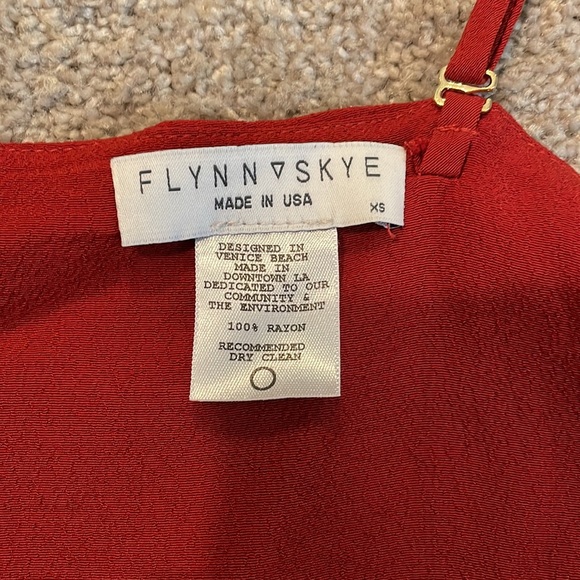 FLYNN▽SKYE
MADE IN USA
XS
DESIGNED IN
VENICE BEACH
MADE IN
DOWNTOWN LA
DEDICATED TO OUR
COMMUNITY &
THE ENVIRONMENT
100% RAYON
RECOMMENDED
DRY CLEAN